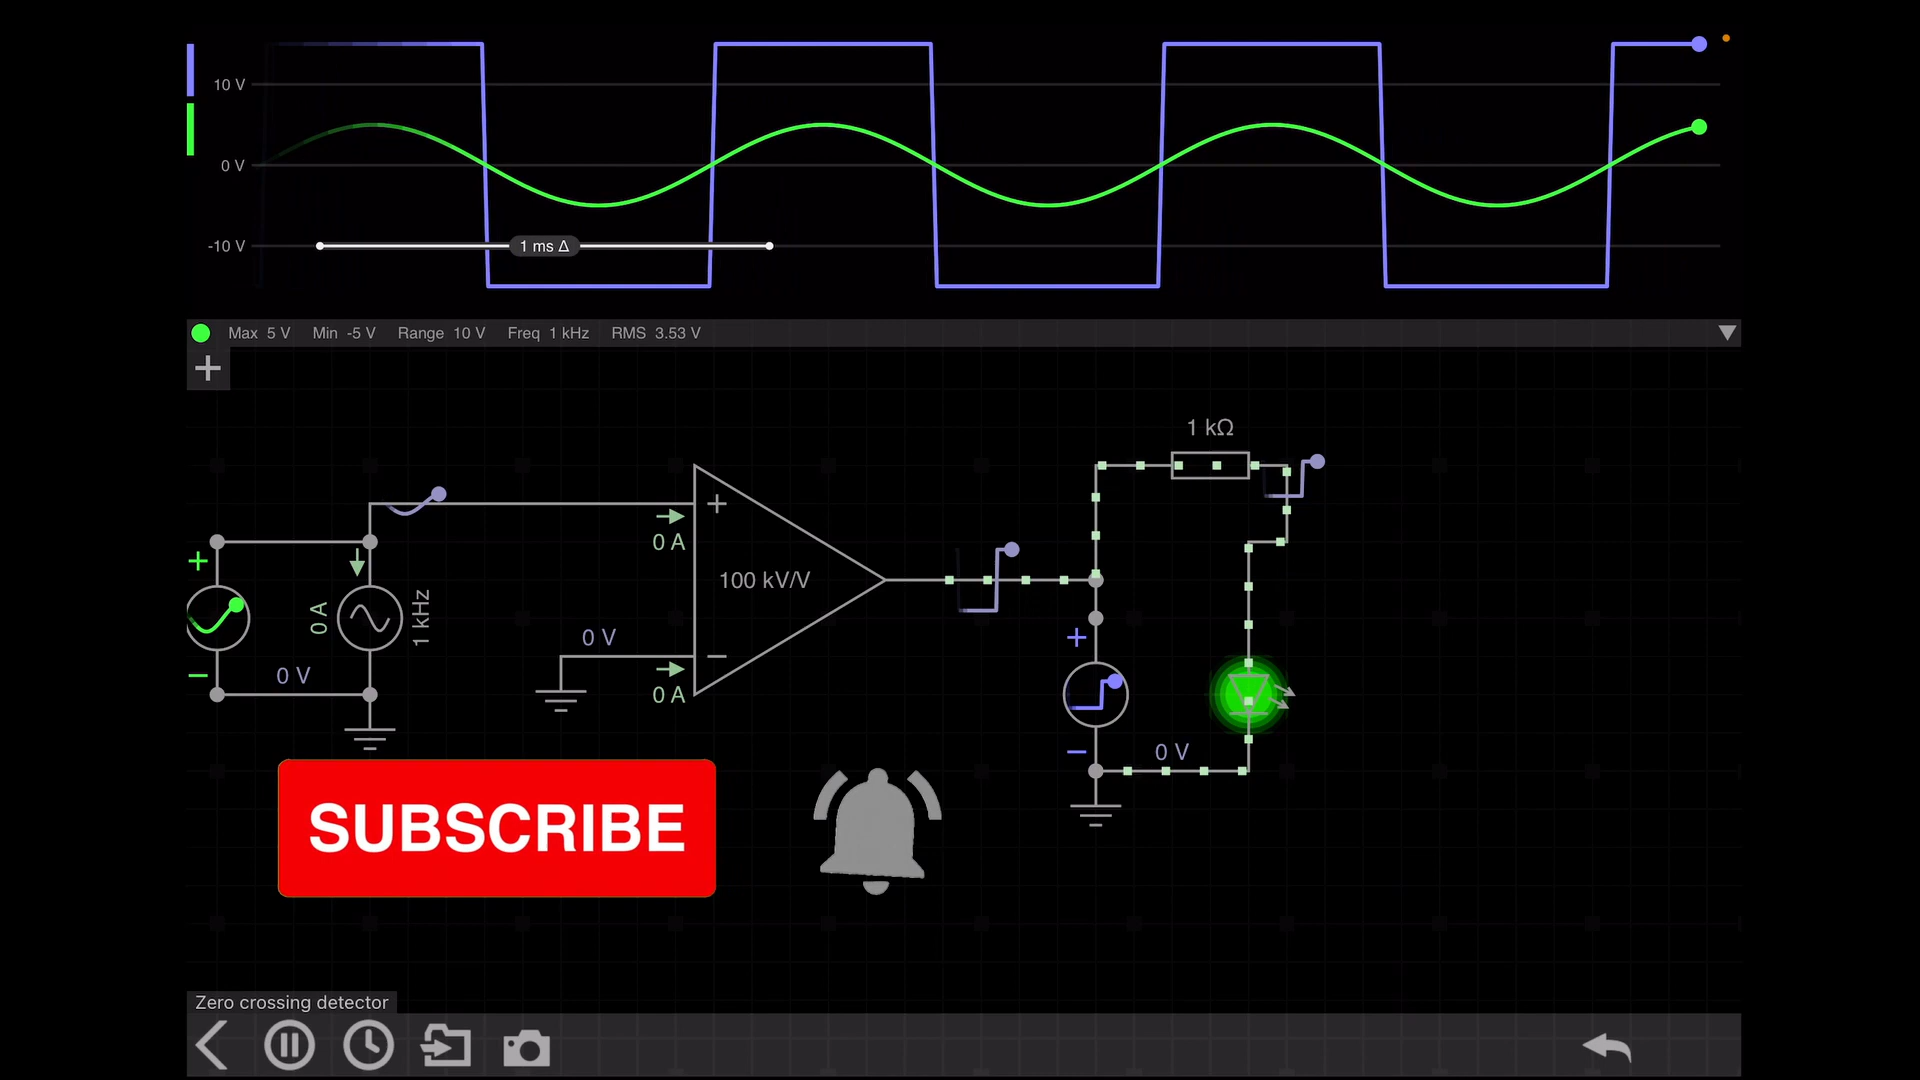 10 V
0 V
-10 V
1 ms Δ
Max 5 V Min -5 V Range 10 V Freq 1 kHz RMS 3.53 V
+
1 kΩ
+
0 A
100 kV/V
+
0 A
1 kHz
0 V
+
−
0 V
−
0 A
−
0 V
SUBSCRIBE
Zero crossing detector